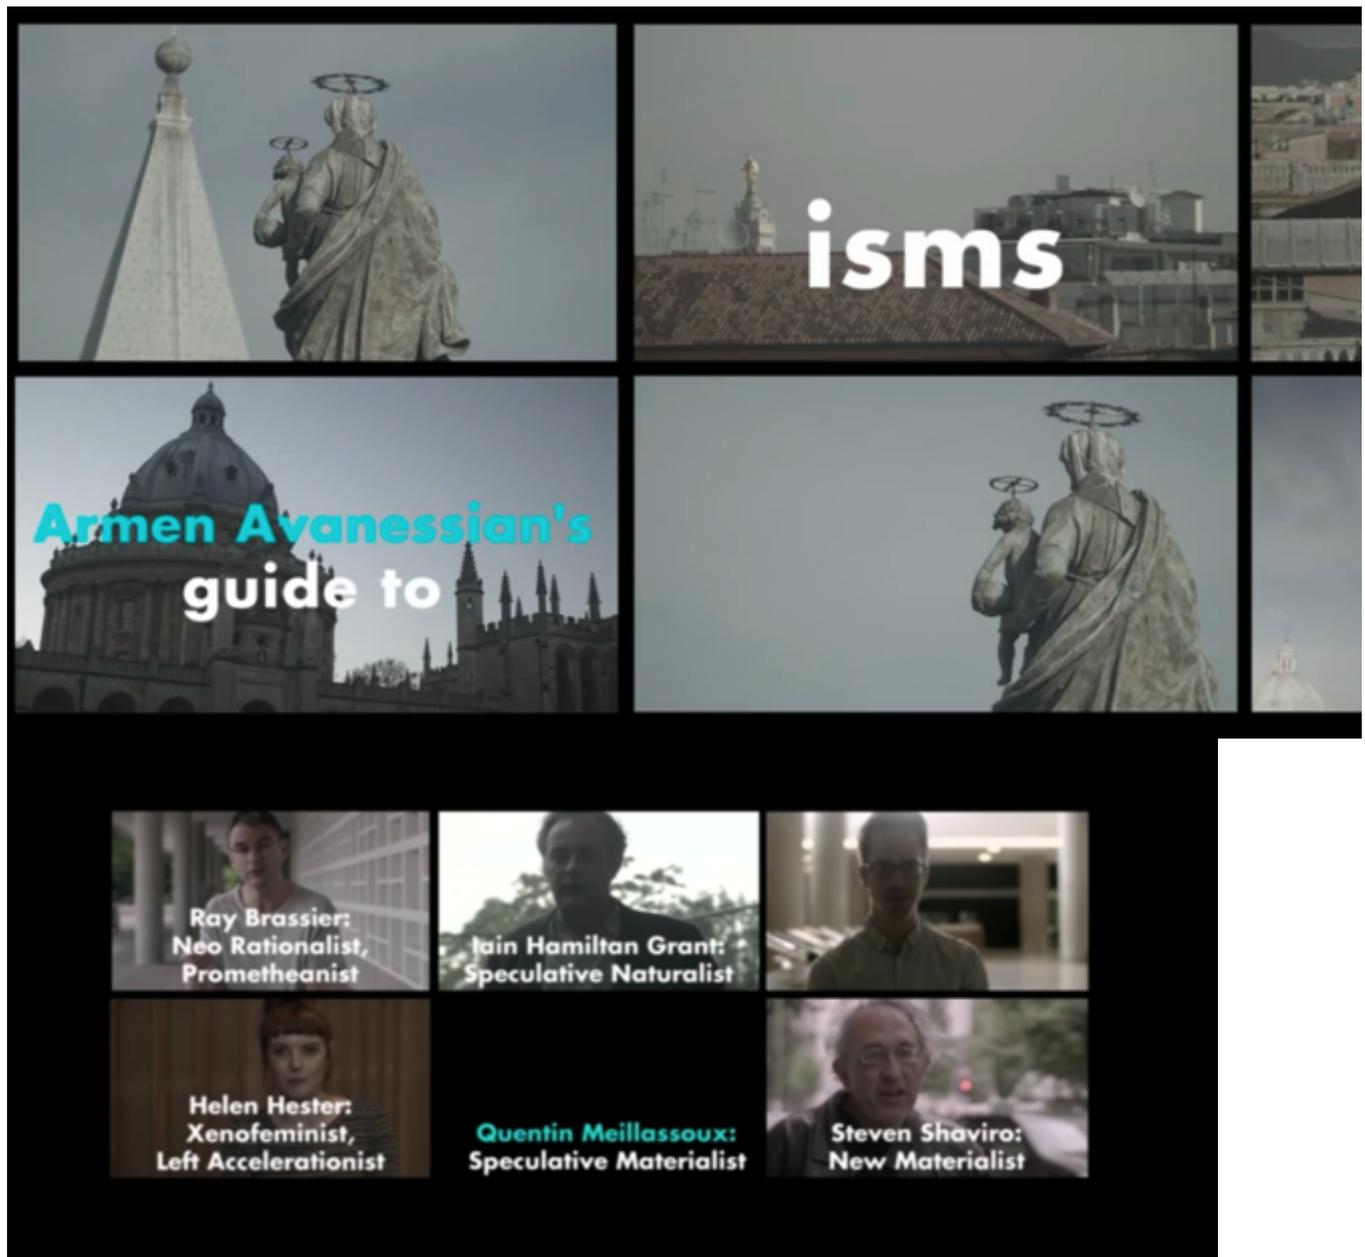 isms
Armen Avanessian's
guide to
Ray Brassier:
Neo Rationalist,
Prometheanist
Iain Hamiltan Grant:
Speculative Naturalist
Helen Hester:
Xenofeminist,
Left Accelerationist
Quentin Meillassoux:
Speculative Materialist
Steven Shaviro:
New Materialist